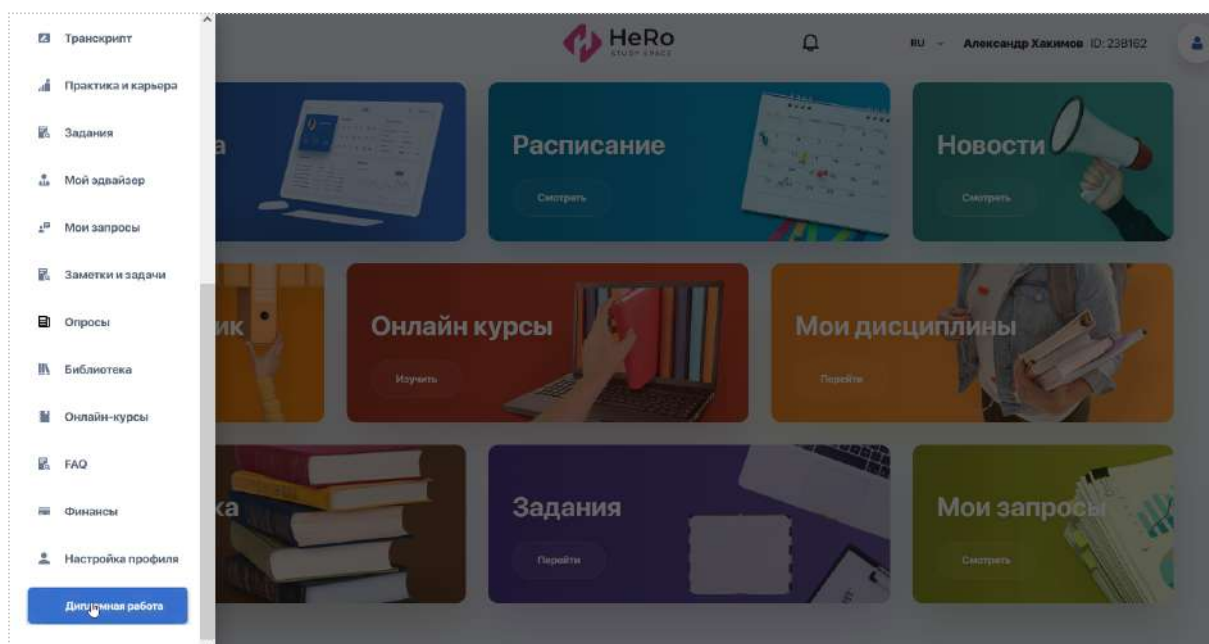 Транскрипт
Практика и карьера
Задания
Мой эдвайзер
Мои запросы
Заметки и задачи
Опросы
Библиотека
Онлайн-курсы
FAQ
Финансы
Настройка профиля
Дипломная работа
HeRo
STUDY SPACE
RU
Александр Хакимов ID: 238162
а
Расписание
Смотреть
Новости
Смотреть
ик
Онлайн курсы
Изучить
Мои дисциплины
Перейти
ка
Задания
Перейти
Мои запросы
Смотреть